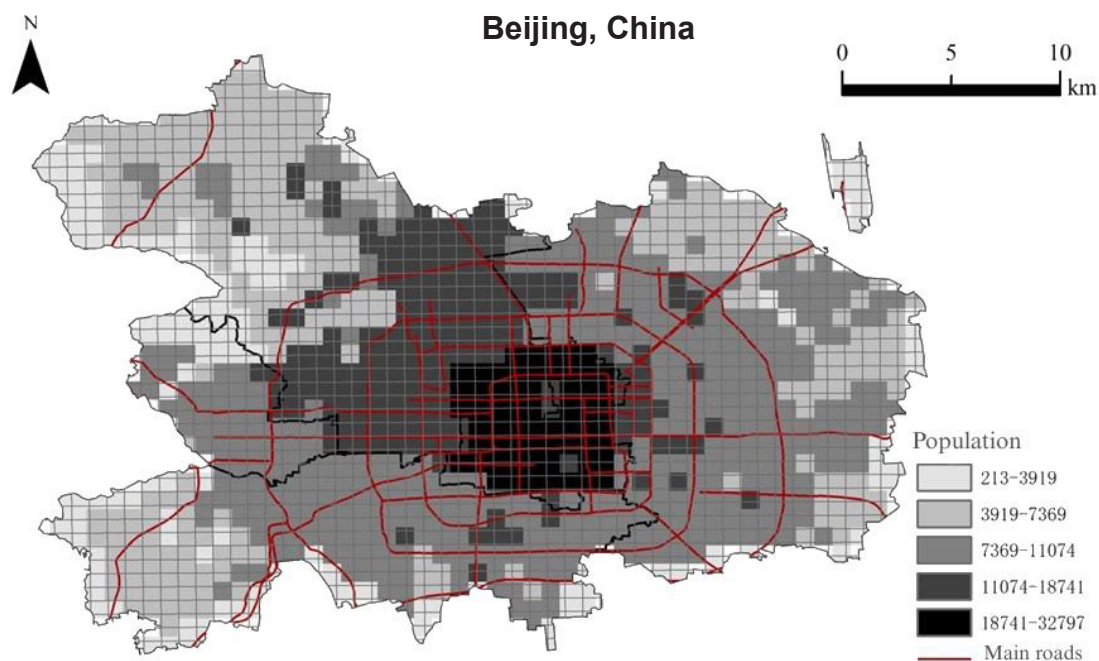 Beijing, China
N
0 5 10
km
Population
213-3919
3919-7369
7369-11074
11074-18741
18741-32797
Main roads